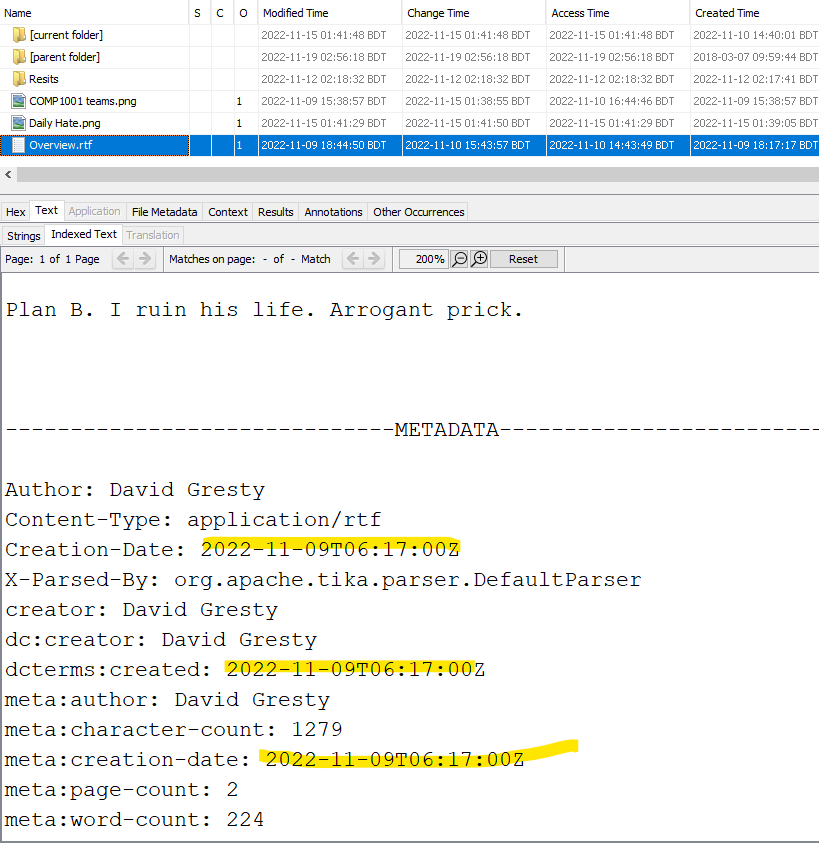 Name S C O Modified Time Change Time Access Time Created Time
[current folder] 2022-11-15 01:41:48 BDT 2022-11-15 01:41:48 BDT 2022-11-15 01:41:48 BDT 2022-11-10 14:40:01 BDT
[parent folder] 2022-11-19 02:56:18 BDT 2022-11-19 02:56:18 BDT 2022-11-19 02:56:18 BDT 2018-03-07 09:59:44 BDT
Resits 2022-11-12 02:18:32 BDT 2022-11-12 02:18:32 BDT 2022-11-12 02:18:32 BDT 2022-11-12 02:17:41 BDT
COMP1001 teams.png 1 2022-11-09 15:38:57 BDT 2022-11-15 01:38:55 BDT 2022-11-10 16:44:46 BDT 2022-11-09 15:38:57 BDT
Daily Hate.png 1 2022-11-15 01:41:29 BDT 2022-11-15 01:41:50 BDT 2022-11-15 01:41:29 BDT 2022-11-15 01:39:05 BDT
Overview.rtf 1 2022-11-09 18:44:50 BDT 2022-11-10 15:43:57 BDT 2022-11-10 14:43:49 BDT 2022-11-09 18:17:17 BDT
Hex Text Application File Metadata Context Results Annotations Other Occurrences
Strings Indexed Text Translation
Page: 1 of 1 Page Matches on page: - of - Match 200% Reset
Plan B. I ruin his life. Arrogant prick.
------------------------------METADATA-------------------------
Author: David Gresty
Content-Type: application/rtf
Creation-Date: 2022-11-09T06:17:00Z
X-Parsed-By: org.apache.tika.parser.DefaultParser
creator: David Gresty
dc:creator: David Gresty
dcterms:created: 2022-11-09T06:17:00Z
meta:author: David Gresty
meta:character-count: 1279
meta:creation-date: 2022-11-09T06:17:00Z
meta:page-count: 2
meta:word-count: 224